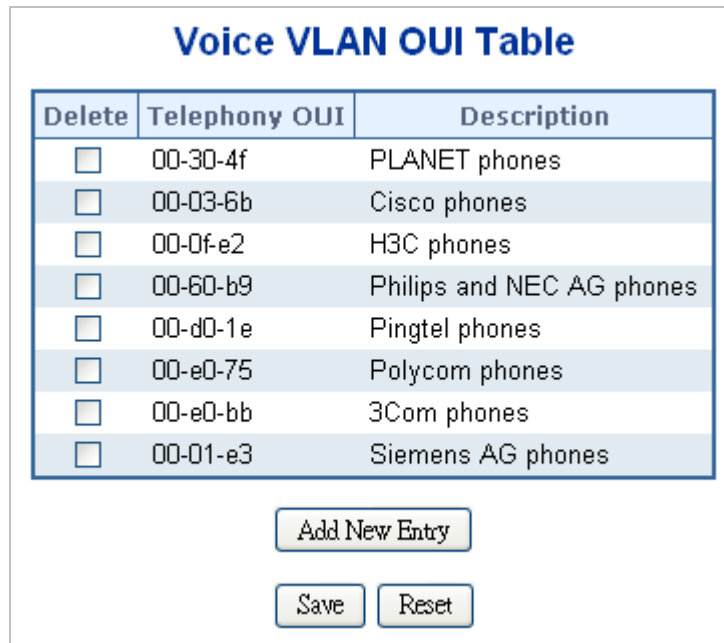 Voice VLAN OUI Table
Delete Telephony OUI Description
00-30-4f PLANET phones
00-03-6b Cisco phones
00-0f-e2 H3C phones
00-60-b9 Philips and NEC AG phones
00-d0-1e Pingtel phones
00-e0-75 Polycom phones
00-e0-bb 3Com phones
00-01-e3 Siemens AG phones
Add New Entry
Save Reset